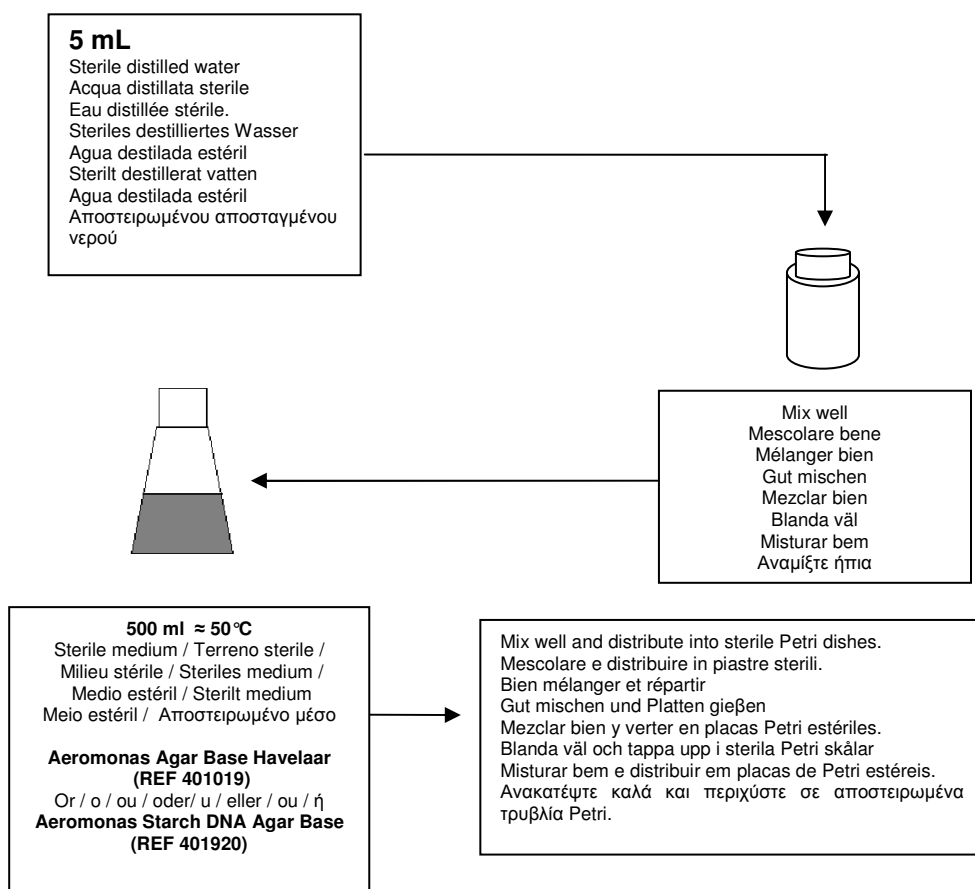 5 mL
Sterile distilled water
Acqua distillata sterile
Eau distillée stérile.
Steriles destilliertes Wasser
Agua destilada estéril
Sterilt destillerat vatten
Agua destilada estéril
Αποστειρωμένου αποσταγμένου
νερού
Mix well
Mescolare bene
Mélanger bien
Gut mischen
Mezclar bien
Blanda väl
Misturar bem
Αναμίξτε ήπια
500 ml ≈ 50°C
Sterile medium / Terreno sterile /
Milieu stérile / Steriles medium /
Medio estéril / Sterilt medium
Meio estéril / Αποστειρωμένο μέσο
Aeromonas Agar Base Havelaar
(REF 401019)
Or / o / ou / oder/ u / eller / ou / ή
Aeromonas Starch DNA Agar Base
(REF 401920)
Mix well and distribute into sterile Petri dishes.
Mescolare e distribuire in piastre sterili.
Bien mélanger et répartir
Gut mischen und Platten gieβen
Mezclar bien y verter en placas Petri estériles.
Blanda väl och tappa upp i sterila Petri skålar
Misturar bem e distribuir em placas de Petri estéreis.
Ανακατέψτε καλά και περιχύστε σε αποστειρωμένα
τρυβλία Petri.